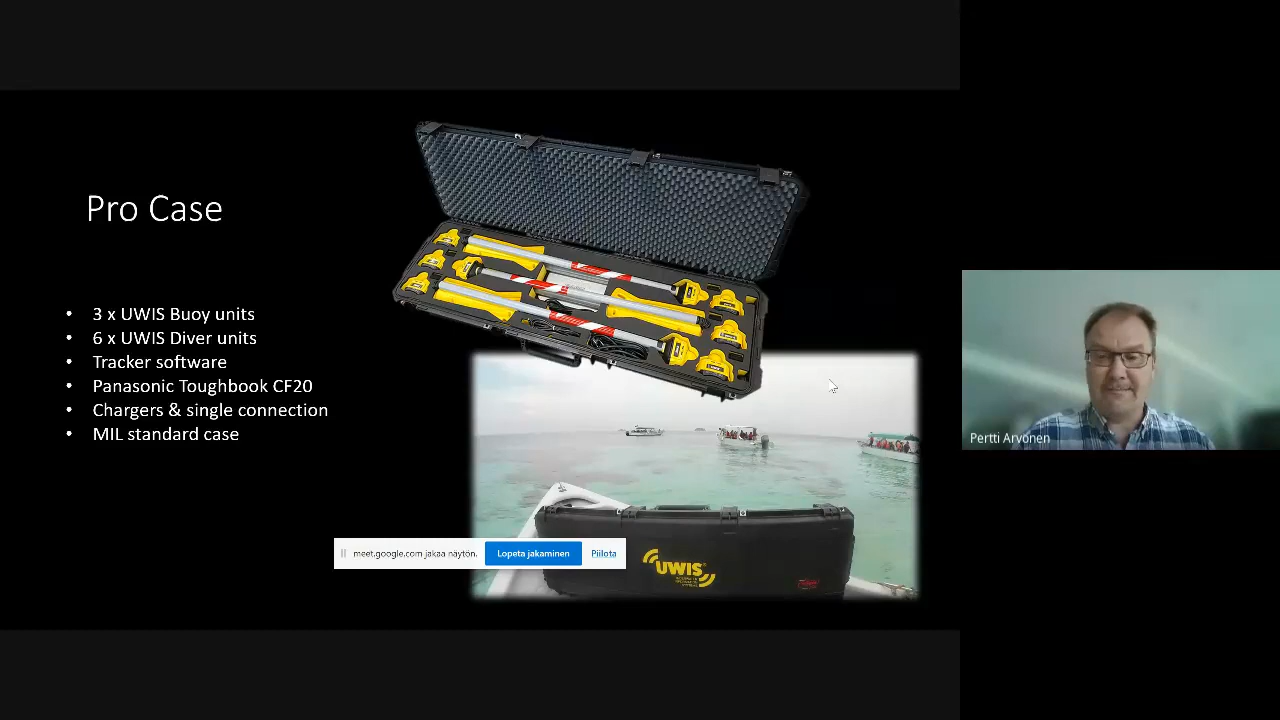 Pro Case
• 3 x UWIS Buoy units
• 6 x UWIS Diver units
• Tracker software
• Panasonic Toughbook CF20
• Chargers & single connection
• MIL standard case
meet.google.com jakaa näytön.
Lopeta jakaminen
Piilota
UWIS
Pertti Arvonen